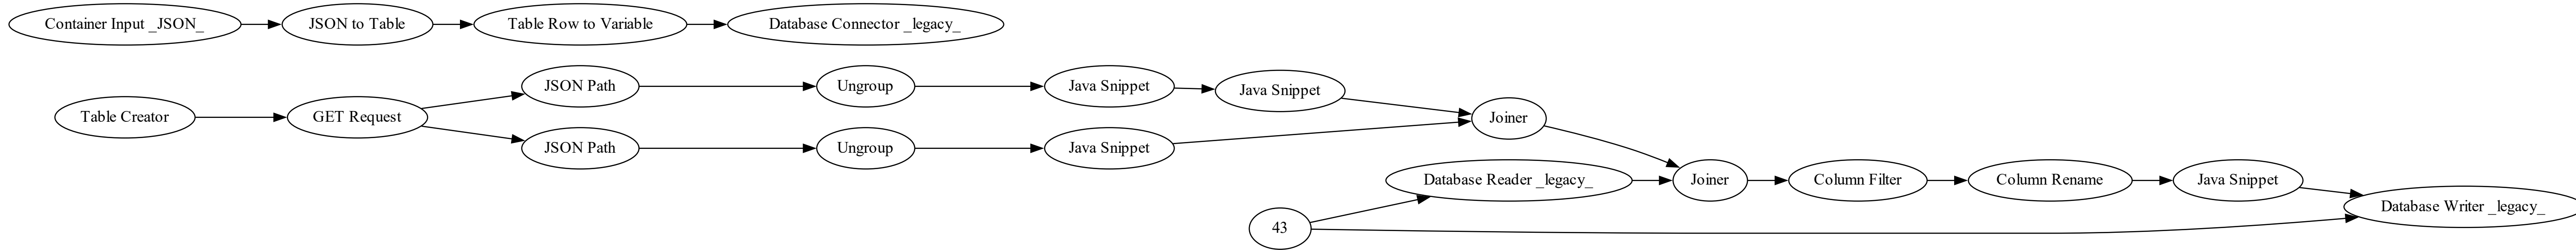 Container Input _JSON_
JSON to Table
Table Row to Variable
Database Connector _legacy_
JSON Path
Ungroup
Java Snippet
Java Snippet
Table Creator
GET Request
Joiner
JSON Path
Ungroup
Java Snippet
Database Reader _legacy_
Joiner
Column Filter
Column Rename
Java Snippet
Database Writer _legacy_
43